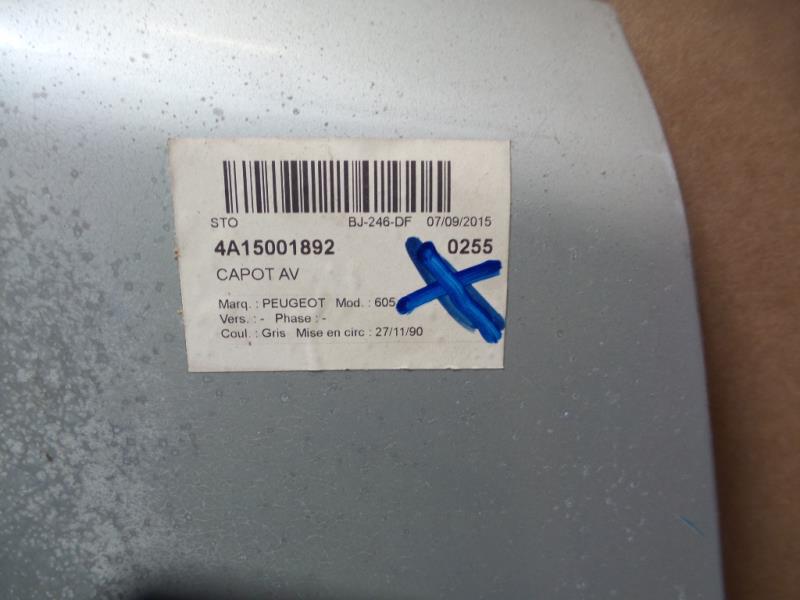 STO BJ-246-DF 07/09/2015
4A15001892 0255
CAPOT AV
Marq. : PEUGEOT Mod. : 605
Vers. : - Phase : -
Coul. : Gris Mise en circ : 27/11/90